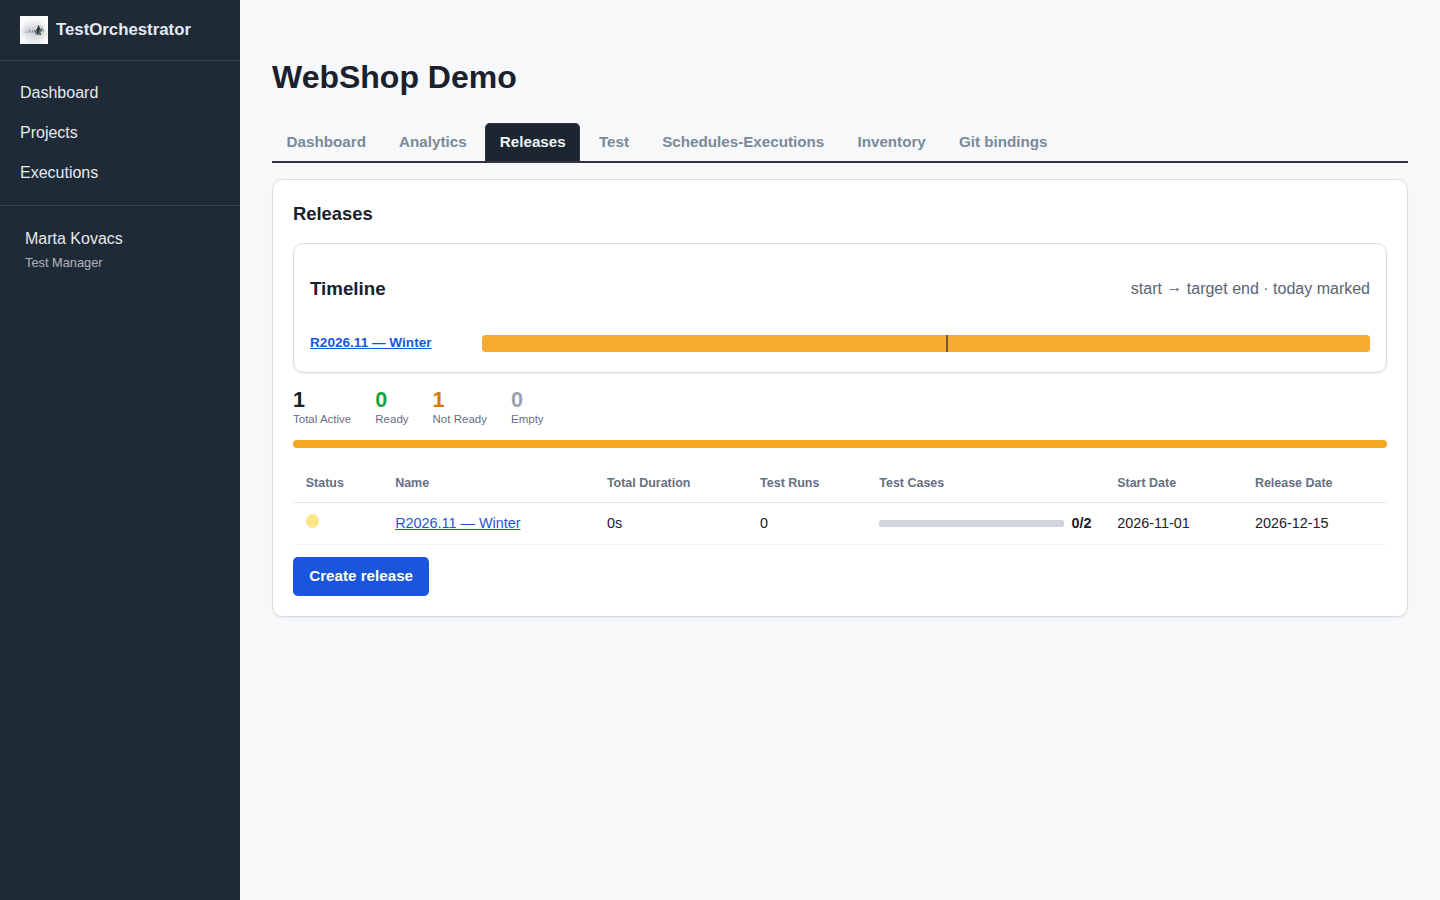 TestOrchestrator
Dashboard
Projects
Executions
Marta Kovacs
Test Manager
WebShop Demo
Dashboard Analytics Releases Test Schedules-Executions Inventory Git bindings
Releases
Timeline start → target end · today marked
R2026.11 — Winter
1 0 1 0
Total Active Ready Not Ready Empty
Status Name Total Duration Test Runs Test Cases Start Date Release Date
R2026.11 — Winter 0s 0 0/2 2026-11-01 2026-12-15
Create release